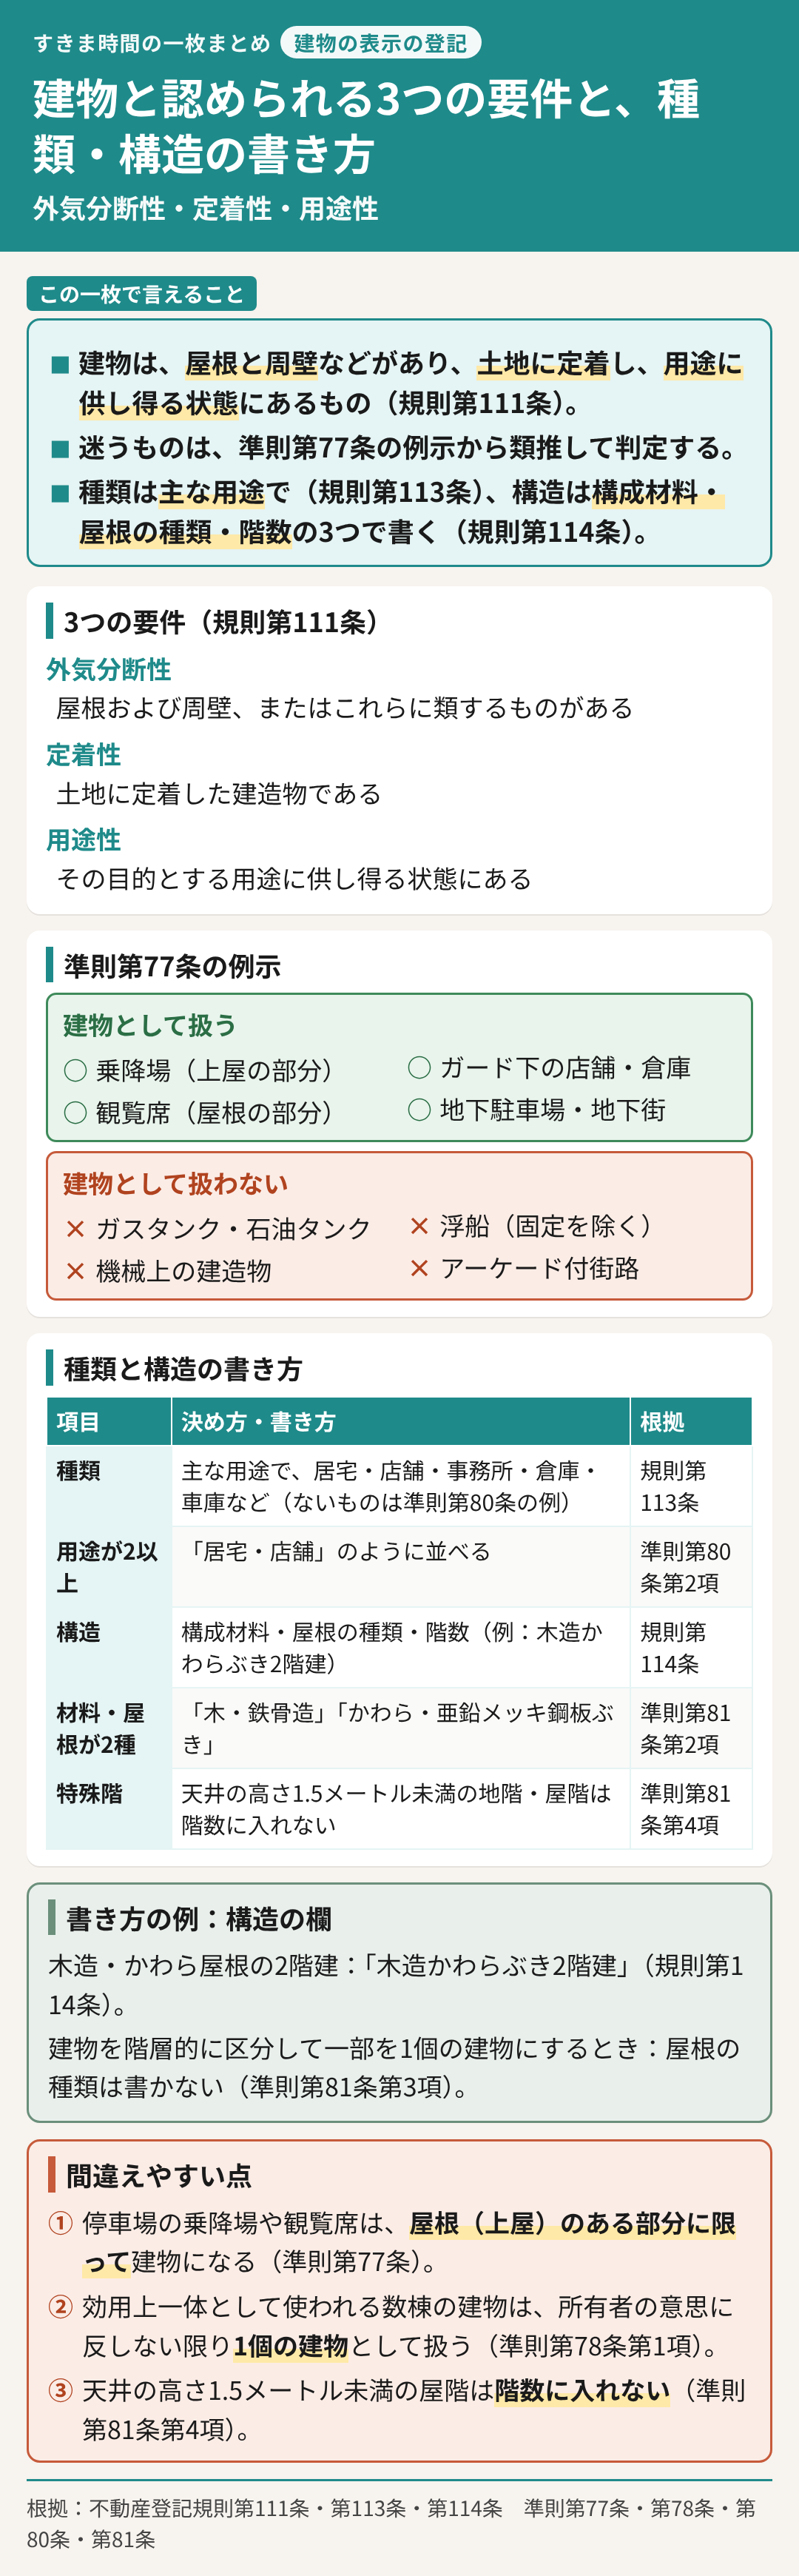 すきま時間の一枚まとめ 建物の表示の登記
建物と認められる3つの要件と、種
類・構造の書き方
外気分断性・定着性・用途性
この一枚で言えること
■ 建物は、屋根と周壁などがあり、土地に定着し、用途に
供し得る状態にあるもの（規則第111条）。
■ 迷うものは、準則第77条の例示から類推して判定する。
■ 種類は主な用途で（規則第113条）、構造は構成材料・
屋根の種類・階数の3つで書く（規則第114条）。
3つの要件（規則第111条）
外気分断性
屋根および周壁、またはこれらに類するものがある
定着性
土地に定着した建造物である
用途性
その目的とする用途に供し得る状態にある
準則第77条の例示
建物として扱う
○ 乗降場（上屋の部分）
○ 観覧席（屋根の部分）
○ ガード下の店舗・倉庫
○ 地下駐車場・地下街
建物として扱わない
✕ ガスタンク・石油タンク
✕ 機械上の建造物
✕ 浮船（固定を除く）
✕ アーケード付街路
種類と構造の書き方
項目 決め方・書き方 根拠
種類 主な用途で、居宅・店舗・事務所・倉庫・ 規則第
車庫など（ないものは準則第80条の例） 113条
用途が2以 「居宅・店舗」のように並べる 準則第80
上 条第2項
構造 構成材料・屋根の種類・階数（例：木造か 規則第
わらぶき2階建） 114条
材料・屋 「木・鉄骨造」「かわら・亜鉛メッキ鋼板ぶ 準則第81
根が2種 き」 条第2項
特殊階 天井の高さ1.5メートル未満の地階・屋階は 準則第81
階数に入れない 条第4項
書き方の例：構造の欄
木造・かわら屋根の2階建：「木造かわらぶき2階建」（規則第1
14条）。
建物を階層的に区分して一部を1個の建物にするとき：屋根の
種類は書かない（準則第81条第3項）。
間違えやすい点
① 停車場の乗降場や観覧席は、屋根（上屋）のある部分に限
って建物になる（準則第77条）。
② 効用上一体として使われる数棟の建物は、所有者の意思に
反しない限り1個の建物として扱う（準則第78条第1項）。
③ 天井の高さ1.5メートル未満の屋階は階数に入れない（準則
第81条第4項）。
根拠：不動産登記規則第111条・第113条・第114条　準則第77条・第78条・第
80条・第81条